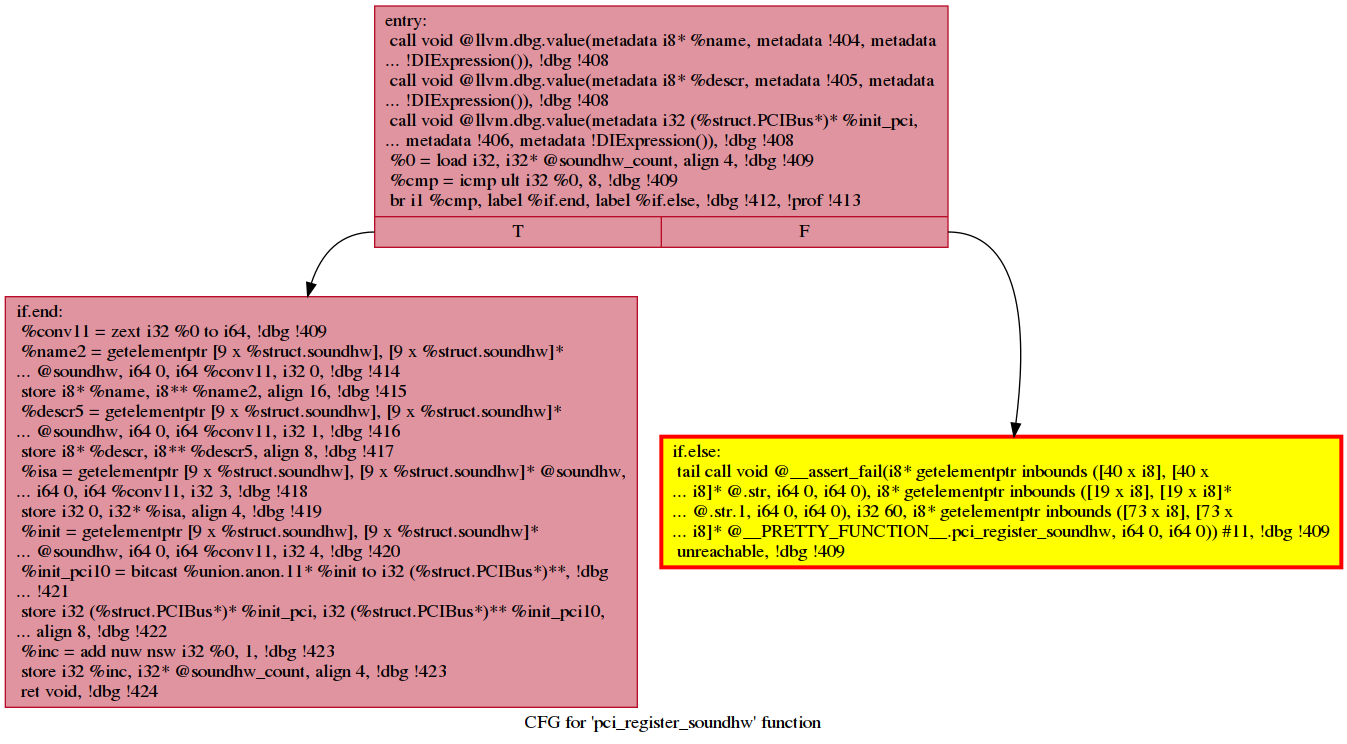 entry:
call void @llvm.dbg.value(metadata i8* %name, metadata !404, metadata
... !DIExpression()), !dbg !408
call void @llvm.dbg.value(metadata i8* %descr, metadata !405, metadata
... !DIExpression()), !dbg !408
call void @llvm.dbg.value(metadata i32 (%struct.PCIBus*)* %init_pci,
... metadata !406, metadata !DIExpression()), !dbg !408
%0 = load i32, i32* @soundhw_count, align 4, !dbg !409
%cmp = icmp ult i32 %0, 8, !dbg !409
br i1 %cmp, label %if.end, label %if.else, !dbg !412, !prof !413
T F
if.end:
%conv11 = zext i32 %0 to i64, !dbg !409
%name2 = getelementptr [9 x %struct.soundhw], [9 x %struct.soundhw]*
... @soundhw, i64 0, i64 %conv11, i32 0, !dbg !414
store i8* %name, i8** %name2, align 16, !dbg !415
%descr5 = getelementptr [9 x %struct.soundhw], [9 x %struct.soundhw]*
... @soundhw, i64 0, i64 %conv11, i32 1, !dbg !416
store i8* %descr, i8** %descr5, align 8, !dbg !417
%isa = getelementptr [9 x %struct.soundhw], [9 x %struct.soundhw]* @soundhw,
... i64 0, i64 %conv11, i32 3, !dbg !418
store i32 0, i32* %isa, align 4, !dbg !419
%init = getelementptr [9 x %struct.soundhw], [9 x %struct.soundhw]*
... @soundhw, i64 0, i64 %conv11, i32 4, !dbg !420
%init_pci10 = bitcast %union.anon.11* %init to i32 (%struct.PCIBus*)**, !dbg
... !421
store i32 (%struct.PCIBus*)* %init_pci, i32 (%struct.PCIBus*)** %init_pci10,
... align 8, !dbg !422
%inc = add nuw nsw i32 %0, 1, !dbg !423
store i32 %inc, i32* @soundhw_count, align 4, !dbg !423
ret void, !dbg !424
if.else:
tail call void @__assert_fail(i8* getelementptr inbounds ([40 x i8], [40 x
... i8]* @.str, i64 0, i64 0), i8* getelementptr inbounds ([19 x i8], [19 x i8]*
... @.str.1, i64 0, i64 0), i32 60, i8* getelementptr inbounds ([73 x i8], [73 x
... i8]* @__PRETTY_FUNCTION__.pci_register_soundhw, i64 0, i64 0)) #11, !dbg !409
unreachable, !dbg !409
CFG for 'pci_register_soundhw' function